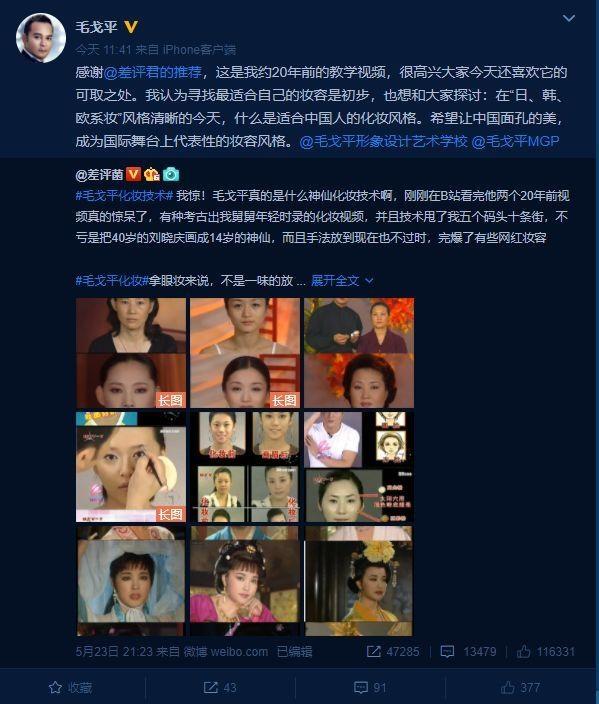 毛戈平
今天 11:41 来自 iPhone客户端
感谢@差评君的推荐，这是我约20年前的教学视频，很高兴大家今天还喜欢它的
可取之处。我认为寻找最适合自己的妆容是初步，也想和大家探讨：在“日、韩、
欧系妆”风格清晰的今天，什么是适合中国人的化妆风格。希望让中国面孔的美，
成为国际舞台上代表性的妆容风格。@毛戈平形象设计艺术学校 @毛戈平MGP
@差评菌
#毛戈平化妆技术# 我惊！毛戈平真的是什么神仙化妆技术啊，刚刚在B站看完他两个20年前视
频真的惊呆了，有种考古出我舅舅年轻时录的化妆视频，并且技术甩了我五个码头十条街，不
亏是把40岁的刘晓庆画成14岁的神仙，而且手法放到现在也不过时，完爆了有些网红妆容
#毛戈平化妆#拿眼妆来说，不是一味的放 ... 展开全文
长图
长图
长图
化妆前
化妆前
化妆后
5月23日 21:23 来自 微博 weibo.com 已编辑
47285
13479
116331
收藏
43
91
377